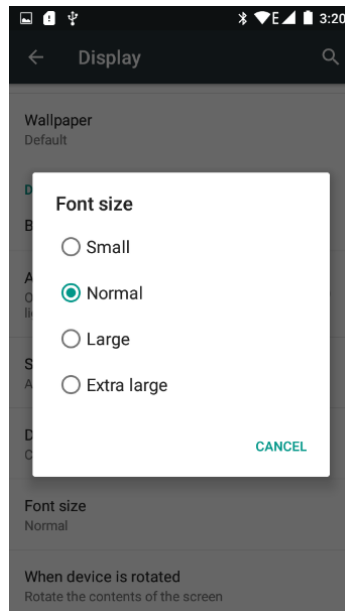 E 3:20
Display
Wallpaper
Default
D
B
Font size
Small
Normal
Large
Extra large
CANCEL
A
O
li
S
A
D
C
Font size
Normal
When device is rotated
Rotate the contents of the screen